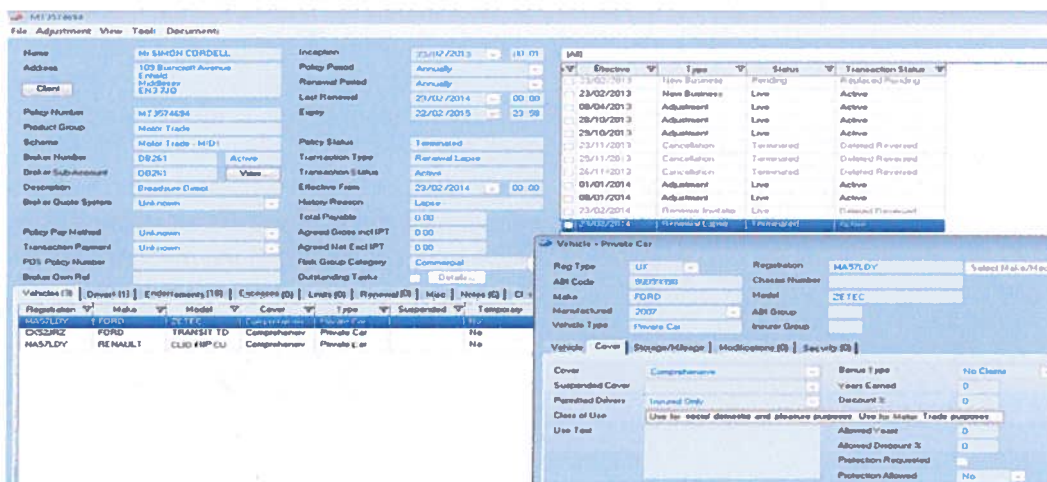 MT3574694
File Adjustment View Tools Documents
Name Mr SIMON CORDELL
Address 109 Burncroft Avenue
Enfield
Middlesex
EN3 7JQ
Client
Policy Number MT3574694
Product Group Motor Trade
Scheme Motor Trade - MID1
Broker Number DB261 Active
Broker Sub-Account DB261 View...
Description Broadsure Direct
Broker Quote System Unknown
Policy Pay Method Unknown
Transaction Payment Unknown
POS Policy Number
Broker Own Ref
Inception 23/02/2013 01:01
Policy Period Annually
Renewal Period Annually
Last Renewal 23/02/2014 00:00
Expiry 22/02/2015 23:59
Policy Status Terminated
Transaction Type Renewal Lapse
Transaction Status Active
Effective From 23/02/2014 00:00
History Reason Lapse
Total Payable 0.00
Agreed Gross incl IPT 0.00
Agreed Net Excl IPT 0.00
Risk Group Category Commercial
Outstanding Tasks Details...
(All)
Effective Type Status Transaction Status
23/02/2013 New Business Pending Replaced Pending
23/02/2013 New Business Live Active
08/04/2013 Adjustment Live Active
28/10/2013 Adjustment Live Active
29/10/2013 Adjustment Live Active
23/11/2013 Cancellation Terminated Deleted Reversed
25/11/2013 Cancellation Terminated Deleted Reversed
26/11/2013 Cancellation Terminated Deleted Reversed
01/01/2014 Adjustment Live Active
08/01/2014 Adjustment Live Active
23/02/2014 Renewal Invitatio Live Deleted Reversed
23/02/2014 Renewal Lapse Terminated Active
Vehicles (3) Drivers (1) Endorsements (18) Excesses (0) Limits (0) Renewal (0) Misc Notes (0) Cl
Registration Make Model Cover Type Suspended Temporary
MA57LDY FORD ZETEC Comprehensiv Private Car No
CX52JRZ FORD TRANSIT TD Comprehensiv Private Car No
NA57LDY RENAULT CLIO Comprehensiv Private Car No
Vehicle - Private Car
Reg Type UK Registration MA57LDY Select Make/Mod
ABI Code Chassis Number
Make FORD Model ZETEC
Manufactured 2007 ABI Group
Vehicle Type Private Car Insurer Group
Vehicle Cover Storage/Mileage Modifications (0) Security (0)
Cover Comprehensive Bonus Type No Claims
Suspended Cover Years Earned 0
Permitted Drivers Insured Only Discount % 0
Class of Use Use for social domestic and pleasure purposes. Use for Motor Trade purposes
Use Text Allowed Years 0
Allowed Discount % 0
Protection Requested
Protection Allowed No